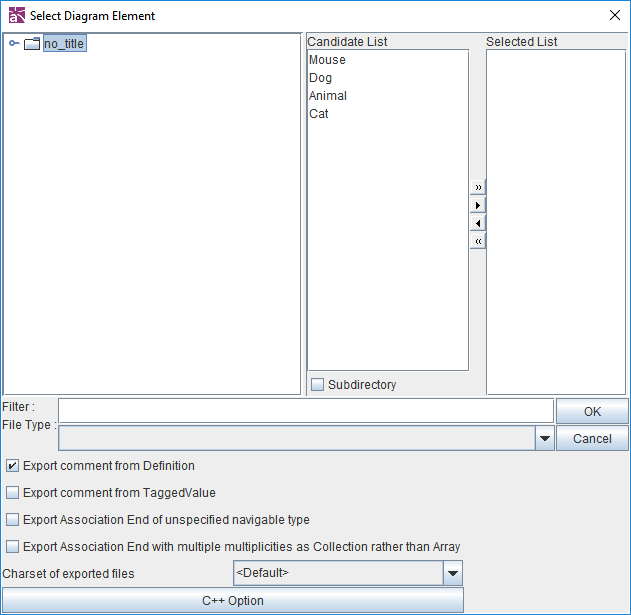 Select Diagram Element
no_title
Candidate List
Mouse
Dog
Animal
Cat
Subdirectory
Selected List
Filter :
OK
File Type :
Cancel
Export comment from Definition
Export comment from TaggedValue
Export Association End of unspecified navigable type
Export Association End with multiple multiplicities as Collection rather than Array
Charset of exported files
<Default>
C++ Option